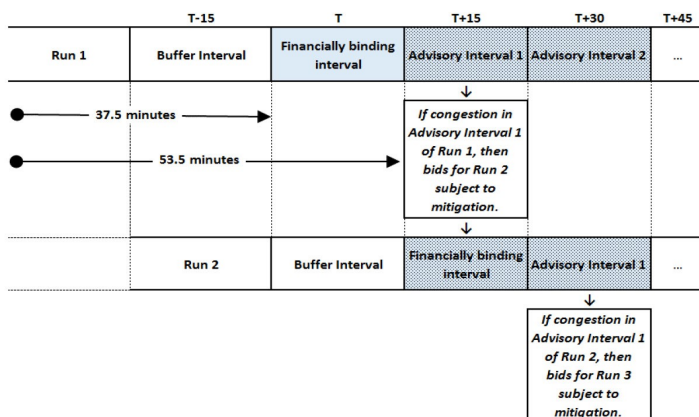 T-15 T T+15 T+30 T+45
Run 1 Buffer Interval Financially binding interval Advisory Interval 1 Advisory Interval 2 ...
37.5 minutes
53.5 minutes
If congestion in
Advisory Interval 1
of Run 1, then
bids for Run 2
subject to
mitigation.
Run 2 Buffer Interval Financially binding interval Advisory Interval 1 ...
If congestion in
Advisory Interval 1
of Run 2, then
bids for Run 3
subject to
mitigation.